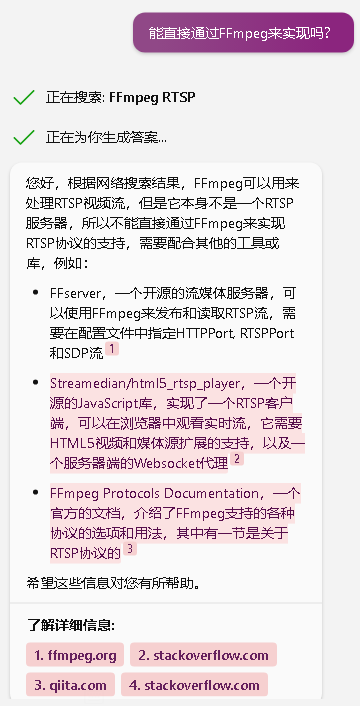 能直接通过FFmpeg来实现吗?
正在搜索: FFmpeg RTSP
正在为你生成答案...
您好，根据网络搜索结果，FFmpeg可以用来
处理RTSP视频流，但是它本身不是一个RTSP
服务器，所以不能直接通过FFmpeg来实现
RTSP协议的支持，需要配合其他的工具或
库，例如：
• FFserver，一个开源的流媒体服务器，可
以使用FFmpeg来发布和读取RTSP流，需
要在配置文件中指定HTTPPort, RTSPPort
和SDP流 1
• Streamedian/html5_rtsp_player，一个开
源的JavaScript库，实现了一个RTSP客户
端，可以在浏览器中观看实时流，它需要
HTML5视频和媒体源扩展的支持，以及一
个服务器端的Websocket代理 2
• FFmpeg Protocols Documentation，一个
官方的文档，介绍了FFmpeg支持的各种
协议的选项和用法，其中有一节是关于
RTSP协议的 3
希望这些信息对您有所帮助。
了解详细信息:
1. ffmpeg.org 2. stackoverflow.com
3. qiita.com 4. stackoverflow.com